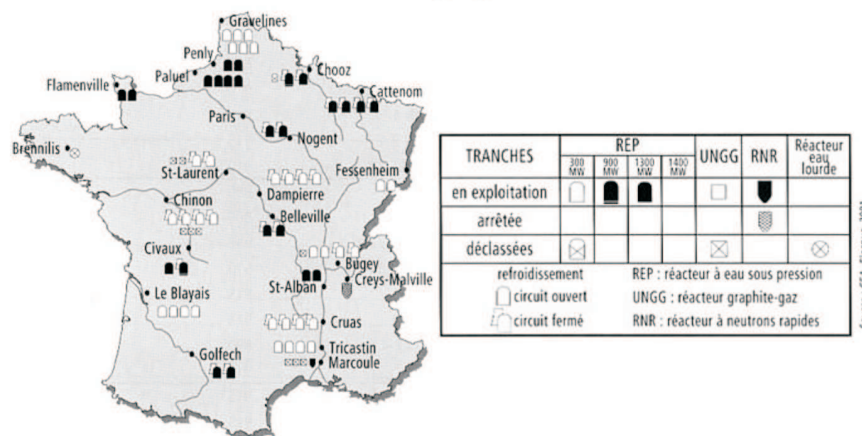 Gravelines
Penly
Paluel
Chooz
Flamenville
Cattenom
Paris
Nogent
Brennilis
St-Laurent
Fessenheim
Dampierre
Chinon
Belleville
Civaux
Bugey
Creys-Malville
St-Alban
Le Blayais
Cruas
Tricastin
Golfech
Marcoule
TRANCHES
REP
300 MW
900 MW
1300 MW
1400 MW
UNGG
RNR
Réacteur
eau
lourde
en exploitation
arrêtée
déclassées
refroidissement
circuit ouvert
circuit fermé
REP : réacteur à eau sous pression
UNGG : réacteur graphite-gaz
RNR : réacteur à neutrons rapides